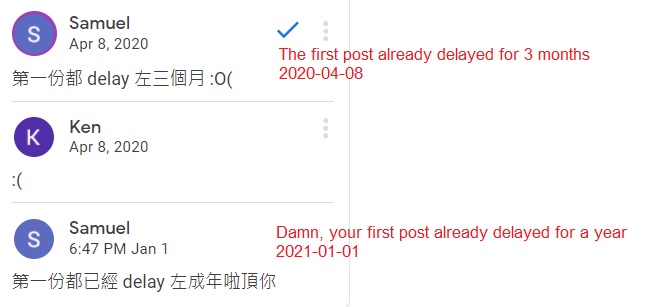 Samuel
Apr 8, 2020
The first post already delayed for 3 months
2020-04-08
第一份都 delay 左三個月 :O(
Ken
Apr 8, 2020
:(
Samuel
6:47 PM Jan 1
Damn, your first post already delayed for a year
2021-01-01
第一份都已經 delay 左成年啦頂你